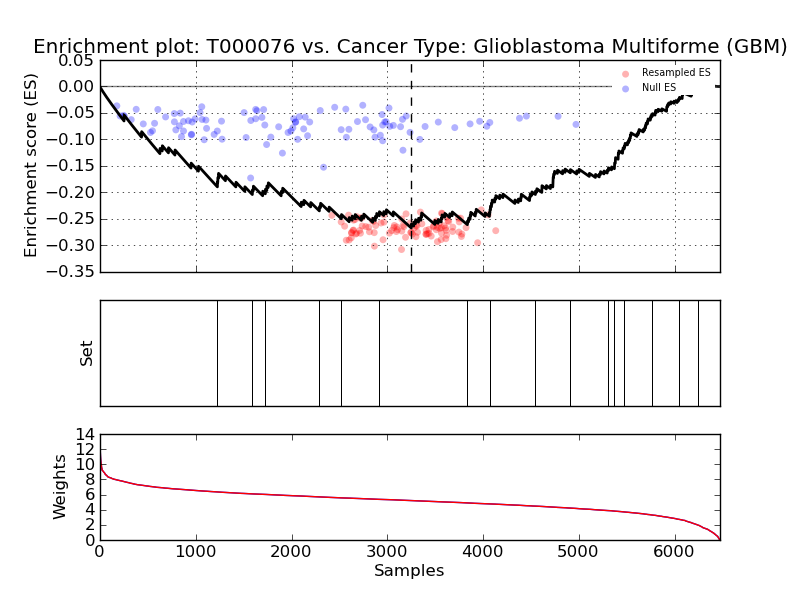 Enrichment plot: T000076 vs. Cancer Type: Glioblastoma Multiforme (GBM)
Enrichment score (ES)
0.05
0.00
−0.05
−0.10
−0.15
−0.20
−0.25
−0.30
−0.35
Resampled ES
Null ES
Set
Weights
14
12
10
8
6
4
2
0
0 1000 2000 3000 4000 5000 6000
Samples